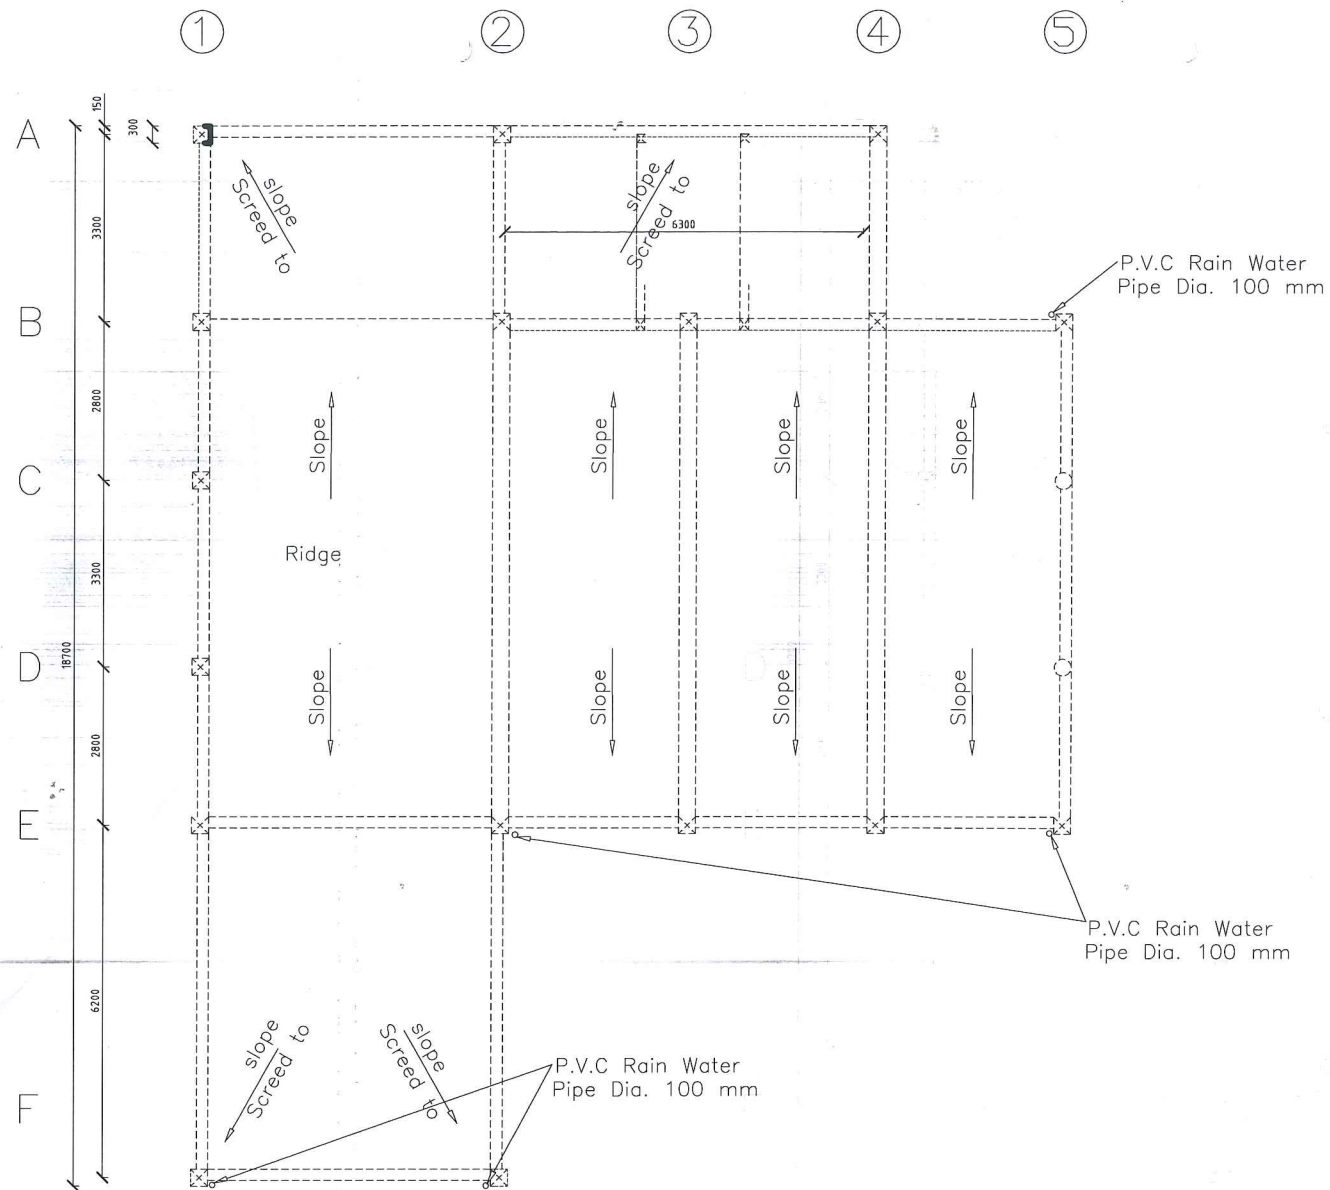 1 2 3 4 5
150
300
A
3300
slope
Screed to
slope
Screed to
6300
P.V.C Rain Water
Pipe Dia. 100 mm
B
2800
Slope
Slope
Slope
Slope
C
Ridge
3300
18700
D
Slope
Slope
Slope
Slope
2800
E
P.V.C Rain Water
Pipe Dia. 100 mm
6200
slope
Screed to
slope
Screed to
P.V.C Rain Water
Pipe Dia. 100 mm
F